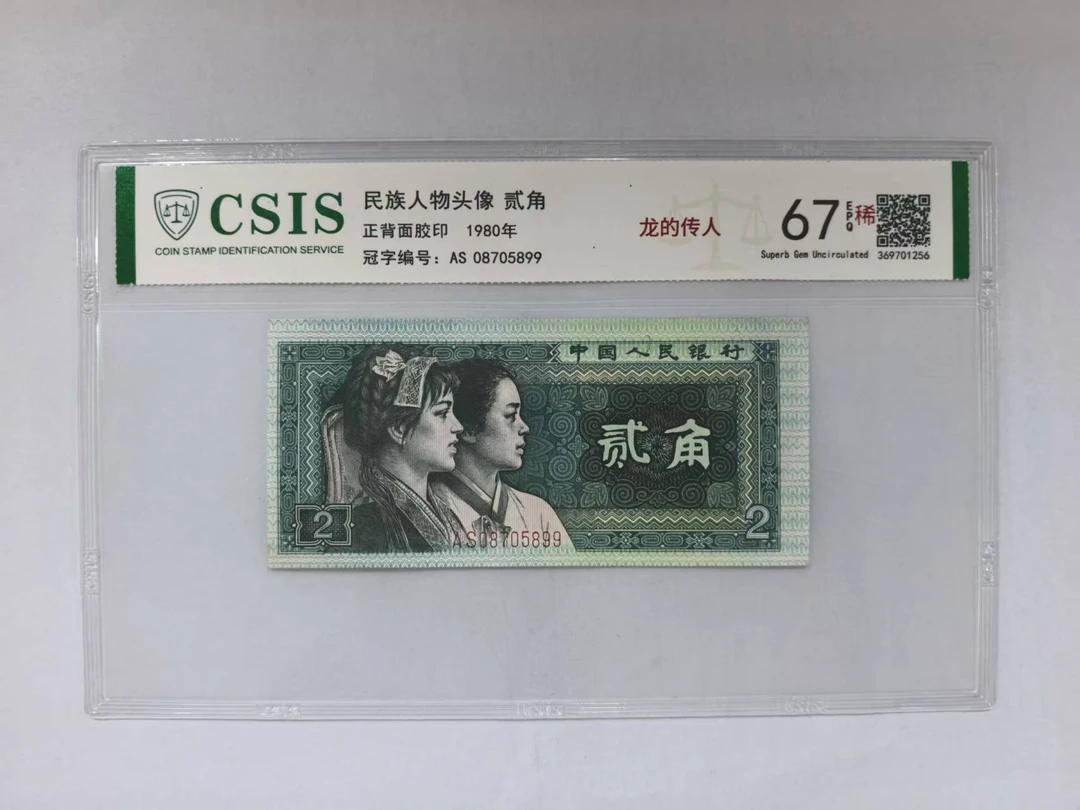 CSIS
COIN STAMP IDENTIFICATION SERVICE
民族人物头像 贰角
正背面胶印 1980年
冠字编号：AS 08705899
龙的传人
67
EPQ
稀
Superb Gem Uncirculated
369701256
中国人民银行
贰角
2
AS08705899
2